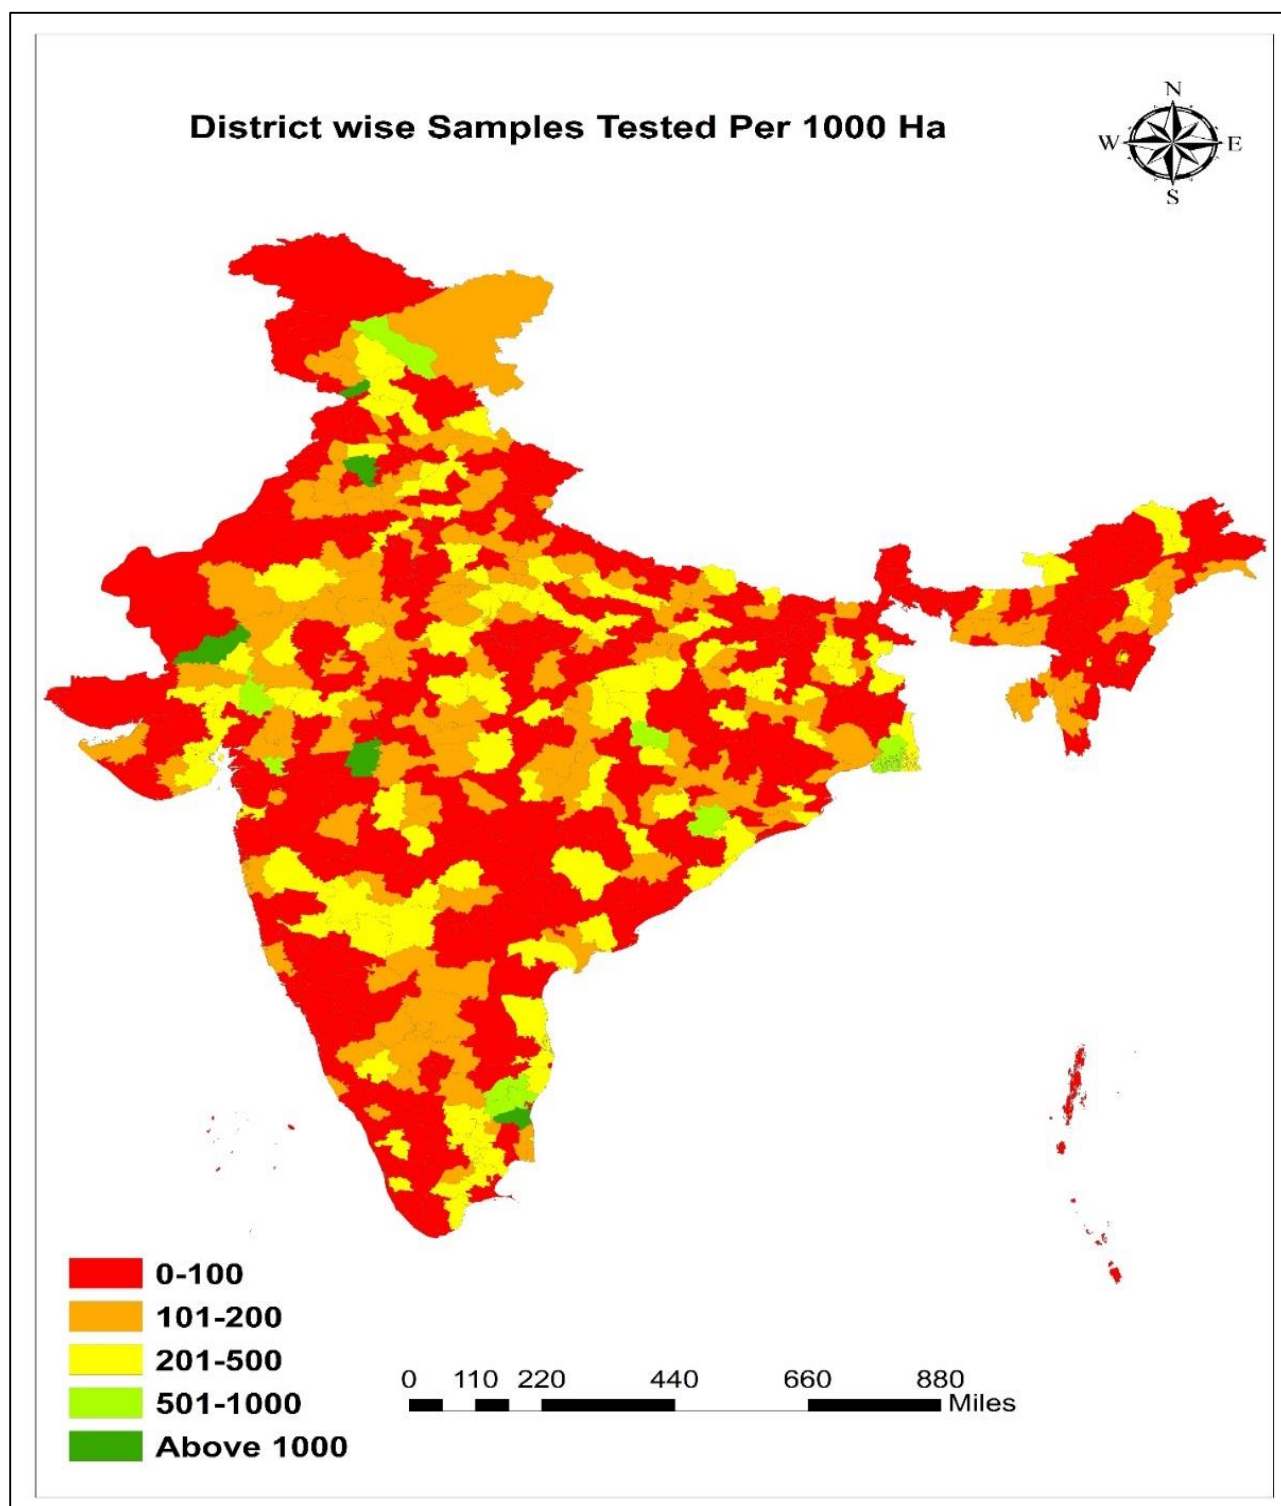 District wise Samples Tested Per 1000 Ha
N
W E
S
0-100
101-200
201-500
501-1000
Above 1000
0 110 220 440 660 880
Miles